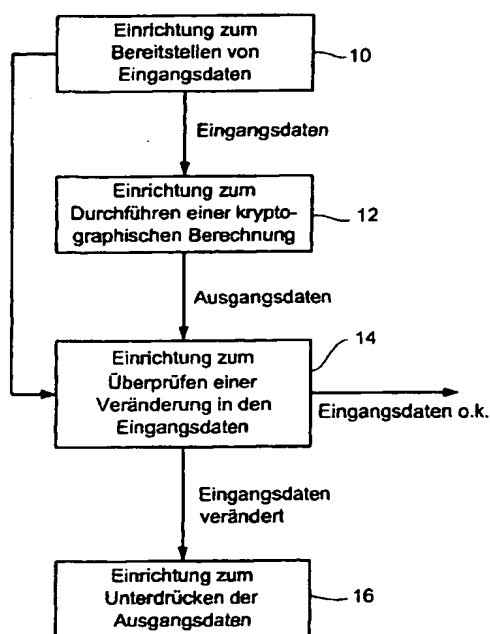 Einrichtung zum
Bereitstellen von
Eingangsdaten
10
Eingangsdaten
Einrichtung zum
Durchführen einer krypto-
graphischen Berechnung
12
Ausgangsdaten
14
Einrichtung zum
Überprüfen einer
Veränderung in den
Eingangsdaten
Eingangsdaten o.k.
Eingangsdaten
verändert
Einrichtung zum
Unterdrücken der
Ausgangsdaten
16